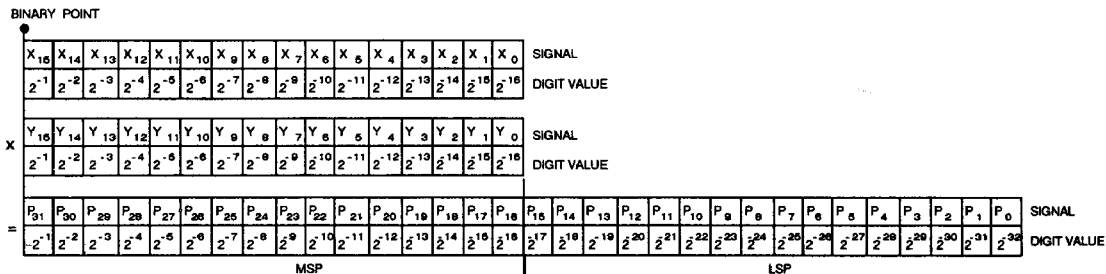 BINARY POINT
X15 X14 X13 X12 X11 X10 X9 X8 X7 X6 X5 X4 X3 X2 X1 X0 SIGNAL
2^-1 2^-2 2^-3 2^-4 2^-5 2^-6 2^-7 2^-8 2^-9 2^-10 2^-11 2^-12 2^-13 2^-14 2^-15 2^-16 DIGIT VALUE
Y15 Y14 Y13 Y12 Y11 Y10 Y9 Y8 Y7 Y6 Y5 Y4 Y3 Y2 Y1 Y0 SIGNAL
X 2^-1 2^-2 2^-3 2^-4 2^-5 2^-6 2^-7 2^-8 2^-9 2^-10 2^-11 2^-12 2^-13 2^-14 2^-15 2^-16 DIGIT VALUE
P31 P30 P29 P28 P27 P26 P25 P24 P23 P22 P21 P20 P19 P18 P17 P16 P15 P14 P13 P12 P11 P10 P9 P8 P7 P6 P5 P4 P3 P2 P1 P0 SIGNAL
= 2^-1 2^-2 2^-3 2^-4 2^-5 2^-6 2^-7 2^-8 2^-9 2^-10 2^-11 2^-12 2^-13 2^-14 2^-15 2^-16 2^-17 2^-18 2^-19 2^-20 2^-21 2^-22 2^-23 2^-24 2^-25 2^-26 2^-27 2^-28 2^-29 2^-30 2^-31 2^-32 DIGIT VALUE
MSP LSP